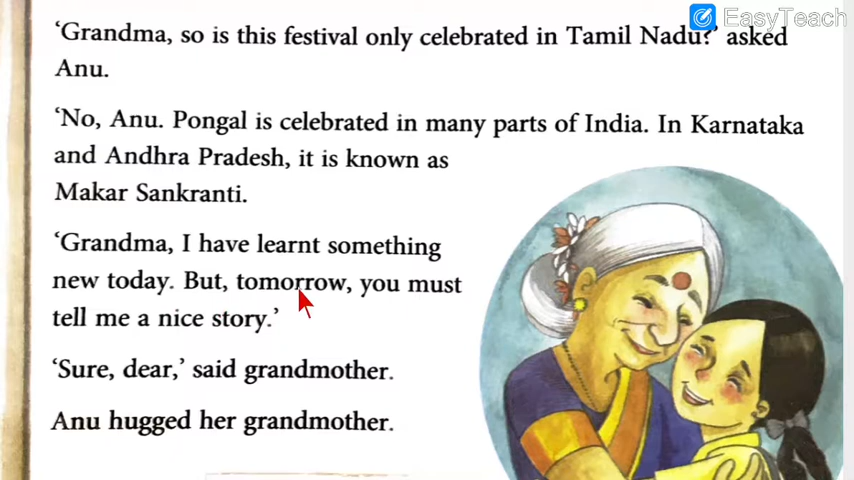 EasyTeach
‘Grandma, so is this festival only celebrated in Tamil Nadu?’ asked
Anu.
‘No, Anu. Pongal is celebrated in many parts of India. In Karnataka
and Andhra Pradesh, it is known as
Makar Sankranti.
‘Grandma, I have learnt something
new today. But, tomorrow, you must
tell me a nice story.’
‘Sure, dear,’ said grandmother.
Anu hugged her grandmother.